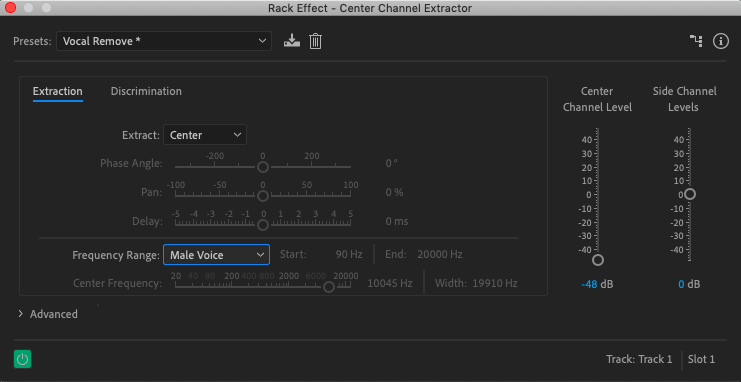 Rack Effect - Center Channel Extractor
Presets: Vocal Remove *
Extraction Discrimination
Center Channel Level
Side Channel Levels
Extract: Center
Phase Angle: -200 0 200 0 °
Pan: -100 -50 0 50 100 0 %
Delay: -5 -4 -3 -2 -1 0 1 2 3 4 5 0 ms
Frequency Range: Male Voice Start: 90 Hz End: 20000 Hz
Center Frequency: 20 40 80 200 400 800 2000 6000 20000 10045 Hz Width: 19910 Hz
40 40
30 30
20 20
10 10
0 0
-10 -10
-20 -20
-30 -30
-40 -40
-48 dB 0 dB
Advanced
Track: Track 1 Slot 1